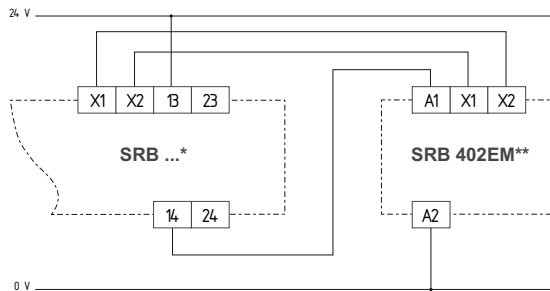 24 V
X1 X2 13 23
A1 X1 X2
SRB ...*
SRB 402EM**
14 24
A2
0 V